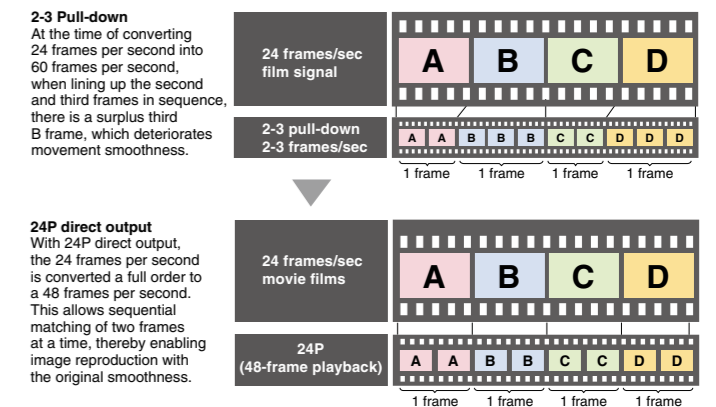 2-3 Pull-down
At the time of converting
24 frames per second into
60 frames per second,
when lining up the second
and third frames in sequence,
there is a surplus third
B frame, which deteriorates
movement smoothness.
24 frames/sec
film signal
A B C D
2-3 pull-down
2-3 frames/sec
A A B B B C C D D D
1 frame 1 frame 1 frame 1 frame
24P direct output
With 24P direct output,
the 24 frames per second
is converted a full order to
a 48 frames per second.
This allows sequential
matching of two frames
at a time, thereby enabling
image reproduction with
the original smoothness.
24 frames/sec
movie films
A B C D
24P
(48-frame playback)
A A B B C C D D
1 frame 1 frame 1 frame 1 frame